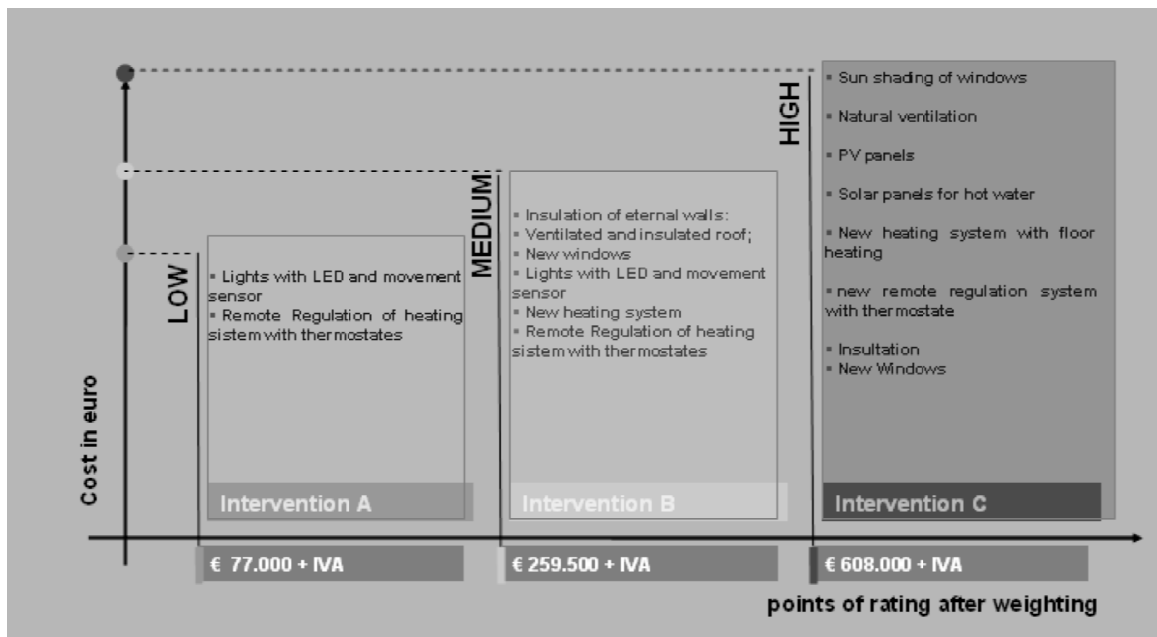 Cost in euro
LOW
▪ Lights with LED and movement
sensor
▪ Remote Regulation of heating
sistem with thermostates
Intervention A
€ 77.000 + IVA
MEDIUM
▪ Insulation of eternal walls:
▪ Ventilated and insulated roof;
▪ New windows
▪ Lights with LED and movement
sensor
▪ New heating system
▪ Remote Regulation of heating
sistem with thermostates
Intervention B
€ 259.500 + IVA
HIGH
▪ Sun shading of windows
▪ Natural ventilation
▪ PV panels
▪ Solar panels for hot water
▪ New heating system with floor
heating
▪ new remote regulation system
with thermostate
▪ Insultation
▪ New Windows
Intervention C
€ 608.000 + IVA
points of rating after weighting